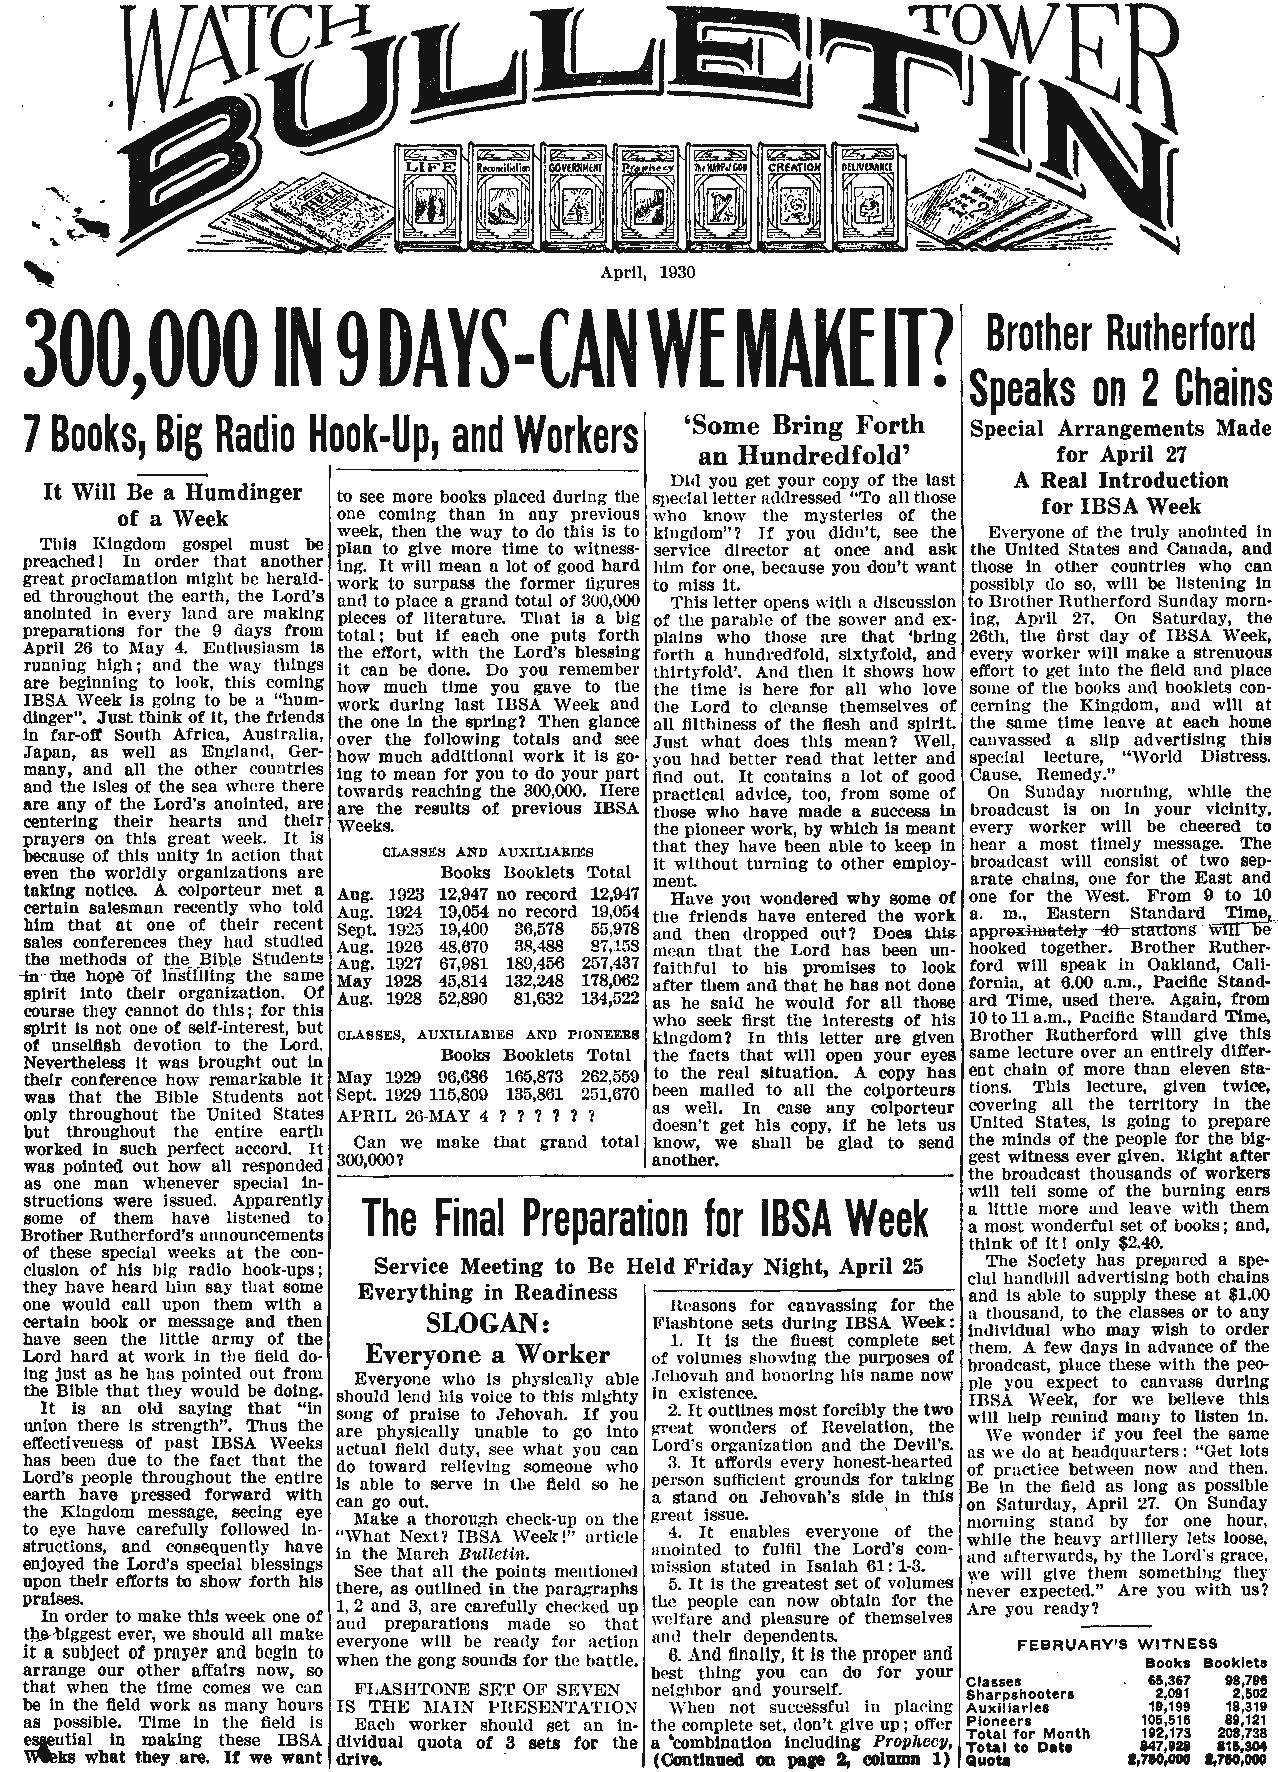 WATCH TOWER
BULLETIN
LIFE
Reconciliation
GOVERNMENT
Prophecy
The HARP of GOD
CREATION
DELIVERANCE
April, 1930
300,000 IN 9 DAYS-CAN WE MAKE IT?
7 Books, Big Radio Hook-Up, and Workers
It Will Be a Humdinger
of a Week
This Kingdom gospel must be
preached! In order that another
great proclamation might be herald-
ed throughout the earth, the Lord's
anointed in every land are making
preparations for the 9 days from
April 26 to May 4. Enthusiasm is
running high; and the way things
are beginning to look, this coming
IBSA Week is going to be a "hum-
dinger". Just think of it, the friends
in far-off South Africa, Australia,
Japan, as well as England, Ger-
many, and all the other countries
and the isles of the sea where there
are any of the Lord's anointed, are
centering their hearts and their
prayers on this great week. It is
because of this unity in action that
even the worldly organizations are
taking notice. A colporteur met a
certain salesman recently who told
him that at one of their recent
sales conferences they had studied
the methods of the Bible Students
in the hope of instilling the same
spirit into their organization. Of
course they cannot do this; for this
spirit is not one of self-interest, but
of unselfish devotion to the Lord.
Nevertheless it was brought out in
their conference how remarkable it
was that the Bible Students not
only throughout the United States
but throughout the entire earth
worked in such perfect accord. It
was pointed out how all responded
as one man whenever special in-
structions were issued. Apparently
some of them have listened to
Brother Rutherford's announcements
of these special weeks at the con-
clusion of his big radio hook-ups;
they have heard him say that some
one would call upon them with a
certain book or message and then
have seen the little army of the
Lord hard at work in the field do-
ing just as he has pointed out from
the Bible that they would be doing.
It is an old saying that "in
union there is strength". Thus the
effectiveness of past IBSA Weeks
has been due to the fact that the
Lord's people throughout the entire
earth have pressed forward with
the Kingdom message, seeing eye
to eye have carefully followed in-
structions, and consequently have
enjoyed the Lord's special blessings
upon their efforts to show forth his
praises.
In order to make this week one of
the biggest ever, we should all make
it a subject of prayer and begin to
arrange our other affairs now, so
that when the time comes we can
be in the field work as many hours
as possible. Time in the field is
essential in making these IBSA
Weeks what they are. If we want
to see more books placed during the
one coming than in any previous
week, then the way to do this is to
plan to give more time to witness-
ing. It will mean a lot of good hard
work to surpass the former figures
and to place a grand total of 300,000
pieces of literature. That is a big
total; but if each one puts forth
the effort, with the Lord's blessing
it can be done. Do you remember
how much time you gave to the
work during last IBSA Week and
the one in the spring? Then glance
over the following totals and see
how much additional work it is go-
ing to mean for you to do your part
towards reaching the 300,000. Here
are the results of previous IBSA
Weeks.
CLASSES AND AUXILIARIES
Books Booklets Total
Aug. 1923 12,947 no record 12,947
Aug. 1924 19,054 no record 19,054
Sept. 1925 19,400 36,578 55,978
Aug. 1926 48,670 38,488 87,158
Aug. 1927 67,981 189,456 257,437
May 1928 45,814 132,248 178,062
Aug. 1928 52,890 81,632 134,522
CLASSES, AUXILIARIES AND PIONEERS
Books Booklets Total
May 1929 96,686 165,873 262,559
Sept. 1929 115,809 135,861 251,670
APRIL 26-MAY 4 ? ? ? ? ? ?
Can we make that grand total
300,000?
'Some Bring Forth
an Hundredfold'
Did you get your copy of the last
special letter addressed "To all those
who know the mysteries of the
kingdom"? If you didn't, see the
service director at once and ask
him for one, because you don't want
to miss it.
This letter opens with a discussion
of the parable of the sower and ex-
plains who those are that 'bring
forth a hundredfold, sixtyfold, and
thirtyfold'. And then it shows how
the time is here for all who love
the Lord to cleanse themselves of
all filthiness of the flesh and spirit.
Just what does this mean? Well,
you had better read that letter and
find out. It contains a lot of good
practical advice, too, from some of
those who have made a success in
the pioneer work, by which is meant
that they have been able to keep in
it without turning to other employ-
ment.
Have you wondered why some of
the friends have entered the work
and then dropped out? Does this
mean that the Lord has been un-
faithful to his promises to look
after them and that he has not done
as he said he would for all those
who seek first the interests of his
kingdom? In this letter are given
the facts that will open your eyes
to the real situation. A copy has
been mailed to all the colporteurs
as well. In case any colporteur
doesn't get his copy, if he lets us
know, we shall be glad to send
another.
The Final Preparation for IBSA Week
Service Meeting to Be Held Friday Night, April 25
Everything in Readiness
SLOGAN:
Everyone a Worker
Everyone who is physically able
should lend his voice to this mighty
song of praise to Jehovah. If you
are physically unable to go into
actual field duty, see what you can
do toward relieving someone who
is able to serve in the field so he
can go out.
Make a thorough check-up on the
"What Next? IBSA Week!" article
in the March Bulletin.
See that all the points mentioned
there, as outlined in the paragraphs
1, 2 and 3, are carefully checked up
and preparations made so that
everyone will be ready for action
when the gong sounds for the battle.
FLASHTONE SET OF SEVEN
IS THE MAIN PRESENTATION
Each worker should set an in-
dividual quota of 3 sets for the
drive.
Reasons for canvassing for the
Flashtone sets during IBSA Week:
1. It is the finest complete set
of volumes showing the purposes of
Jehovah and honoring his name now
in existence.
2. It outlines most forcibly the two
great wonders of Revelation, the
Lord's organization and the Devil's.
3. It affords every honest-hearted
person sufficient grounds for taking
a stand on Jehovah's side in this
great issue.
4. It enables everyone of the
anointed to fulfil the Lord's com-
mission stated in Isaiah 61: 1-3.
5. It is the greatest set of volumes
the people can now obtain for the
welfare and pleasure of themselves
and their dependents.
6. And finally, it is the proper and
best thing you can do for your
neighbor and yourself.
When not successful in placing
the complete set, don't give up; offer
a combination including Prophecy,
(Continued on page 2, column 1)
Brother Rutherford
Speaks on 2 Chains
Special Arrangements Made
for April 27
A Real Introduction
for IBSA Week
Everyone of the truly anointed in
the United States and Canada, and
those in other countries who can
possibly do so, will be listening in
to Brother Rutherford Sunday morn-
ing, April 27. On Saturday, the
26th, the first day of IBSA Week,
every worker will make a strenuous
effort to get into the field and place
some of the books and booklets con-
cerning the Kingdom, and will at
the same time leave at each home
canvassed a slip advertising this
special lecture, "World Distress.
Cause. Remedy."
On Sunday morning, while the
broadcast is on in your vicinity,
every worker will be cheered to
hear a most timely message. The
broadcast will consist of two sep-
arate chains, one for the East and
one for the West. From 9 to 10
a. m., Eastern Standard Time,
approximately 40 stations will be
hooked together. Brother Ruther-
ford will speak in Oakland, Cali-
fornia, at 6.00 a.m., Pacific Stand-
ard Time, used there. Again, from
10 to 11 a.m., Pacific Standard Time,
Brother Rutherford will give this
same lecture over an entirely differ-
ent chain of more than eleven sta-
tions. This lecture, given twice,
covering all the territory in the
United States, is going to prepare
the minds of the people for the big-
gest witness ever given. Right after
the broadcast thousands of workers
will tell some of the burning ears
a little more and leave with them
a most wonderful set of books; and,
think of it! only $2.40.
The Society has prepared a spe-
cial handbill advertising both chains
and is able to supply these at $1.00
a thousand, to the classes or to any
individual who may wish to order
them. A few days in advance of the
broadcast, place these with the peo-
ple you expect to canvass during
IBSA Week, for we believe this
will help remind many to listen in.
We wonder if you feel the same
as we do at headquarters: "Get lots
of practice between now and then.
Be in the field as long as possible
on Saturday, April 27. On Sunday
morning stand by for one hour,
while the heavy artillery lets loose,
and afterwards, by the Lord's grace,
we will give them something they
never expected." Are you with us?
Are you ready?
FEBRUARY'S WITNESS
Books Booklets
Classes 65,367 98,796
Sharpshooters 2,091 2,502
Auxiliaries 19,199 18,319
Pioneers 105,516 89,121
Total for Month 192,173 208,738
Total to Date 847,928 815,304
Quota 2,750,000 2,750,000